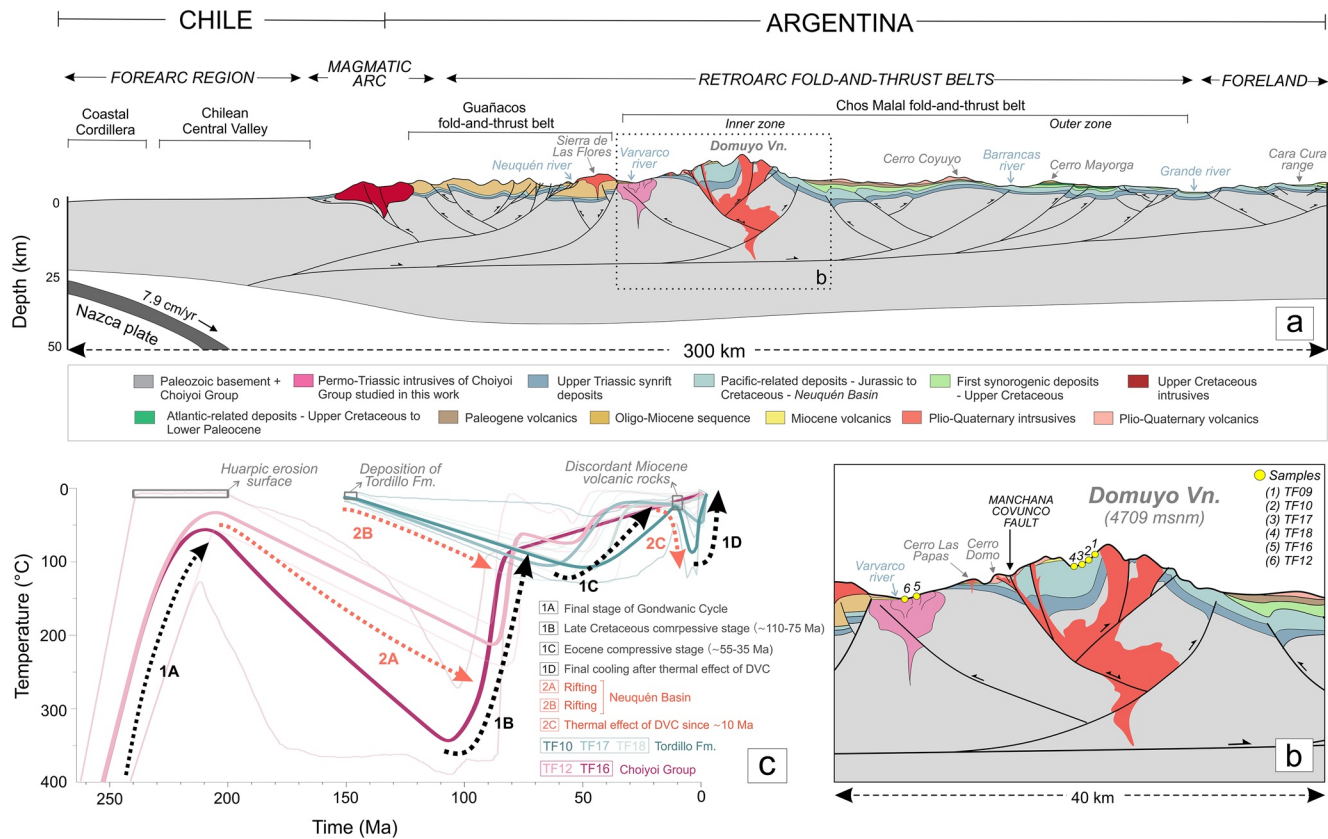 CHILE
ARGENTINA
FOREARC REGION
MAGMATIC
ARC
RETROARC FOLD-AND-THRUST BELTS
FORELAND
Coastal
Cordillera
Chilean
Central Valley
Guañacos
fold-and-thrust belt
Chos Malal fold-and-thrust belt
Inner zone
Outer zone
Neuquén river
Sierra de
Las Flores
Varvarco
river
Domuyo Vn.
Cerro Coyuyo
Barrancas
river
Cerro Mayorga
Grande river
Cara Cura
range
Depth (km)
0
25
50
7.9 cm/yr
Nazca plate
b
a
300 km
Paleozoic basement +
Choiyoi Group
Permo-Triassic intrusives of Choiyoi
Group studied in this work
Upper Triassic synrift
deposits
Pacific-related deposits - Jurassic to
Cretaceous - Neuquén Basin
First synorogenic deposits
- Upper Cretaceous
Upper Cretaceous
intrusives
Atlantic-related deposits - Upper Cretaceous to
Lower Paleocene
Paleogene volcanics
Oligo-Miocene sequence
Miocene volcanics
Plio-Quaternary intrusives
Plio-Quaternary volcanics
Temperature (°C)
0
100
200
300
400
Huarpic erosion
surface
Deposition of
Tordillo Fm.
Discordant Miocene
volcanic rocks
1A
2A
2B
1B
1C
2C
1D
1A Final stage of Gondwanic Cycle
1B Late Cretaceous comrpessive stage (~110-75 Ma)
1C Eocene compressive stage (~55-35 Ma)
1D Final cooling after thermal effect of DVC
2A Rifting
2B Rifting
Neuquén Basin
2C Thermal effect of DVC since ~10 Ma
TF10 TF17 TF18 Tordillo Fm.
TF12 TF16 Choiyoi Group
c
250 200 150 100 50 0
Time (Ma)
Samples
(1) TF09
(2) TF10
(3) TF17
(4) TF18
(5) TF16
(6) TF12
Domuyo Vn.
(4709 msnm)
MANCHANA
COVUNCO
FAULT
Cerro Las
Papas
Cerro
Domo
Varvarco
river
6 5
4 3 2 1
b
40 km